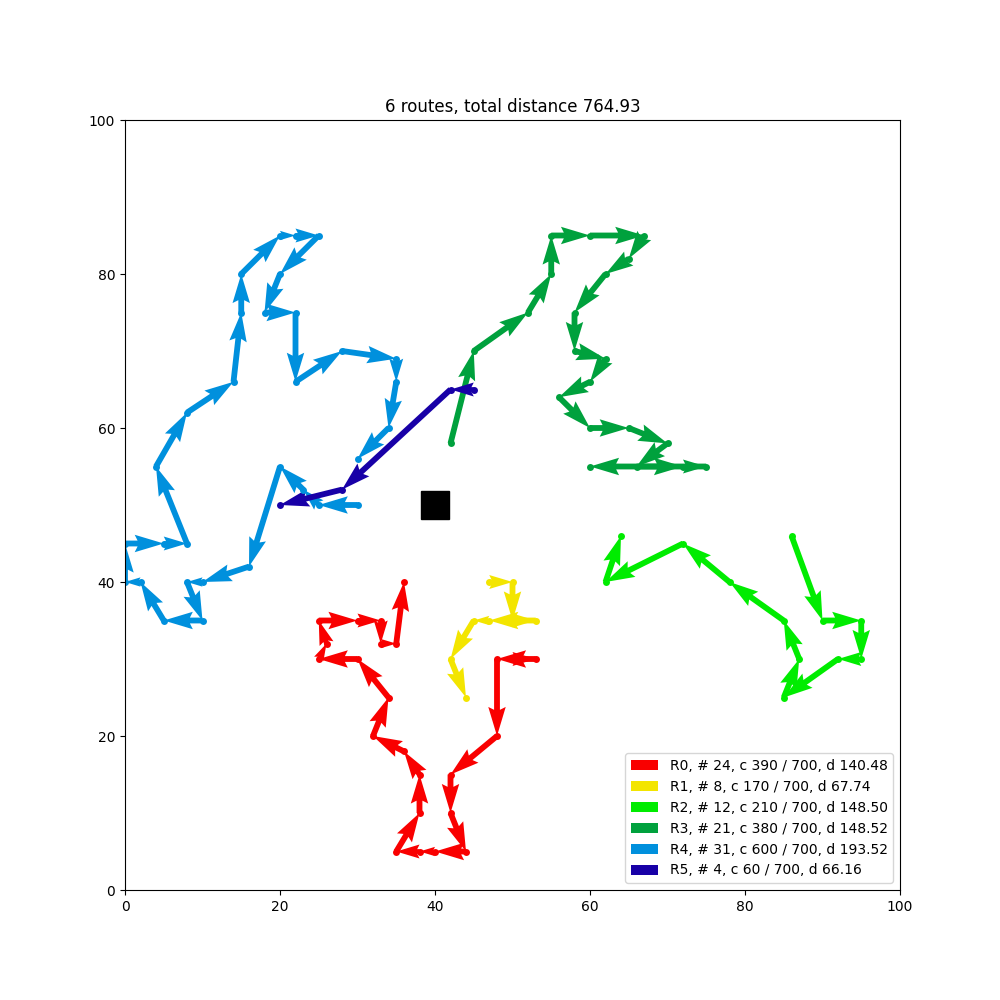 6 routes, total distance 764.93
100
80
60
40
20
0
0 20 40 60 80 100
R0, # 24, c 390 / 700, d 140.48
R1, # 8, c 170 / 700, d 67.74
R2, # 12, c 210 / 700, d 148.50
R3, # 21, c 380 / 700, d 148.52
R4, # 31, c 600 / 700, d 193.52
R5, # 4, c 60 / 700, d 66.16